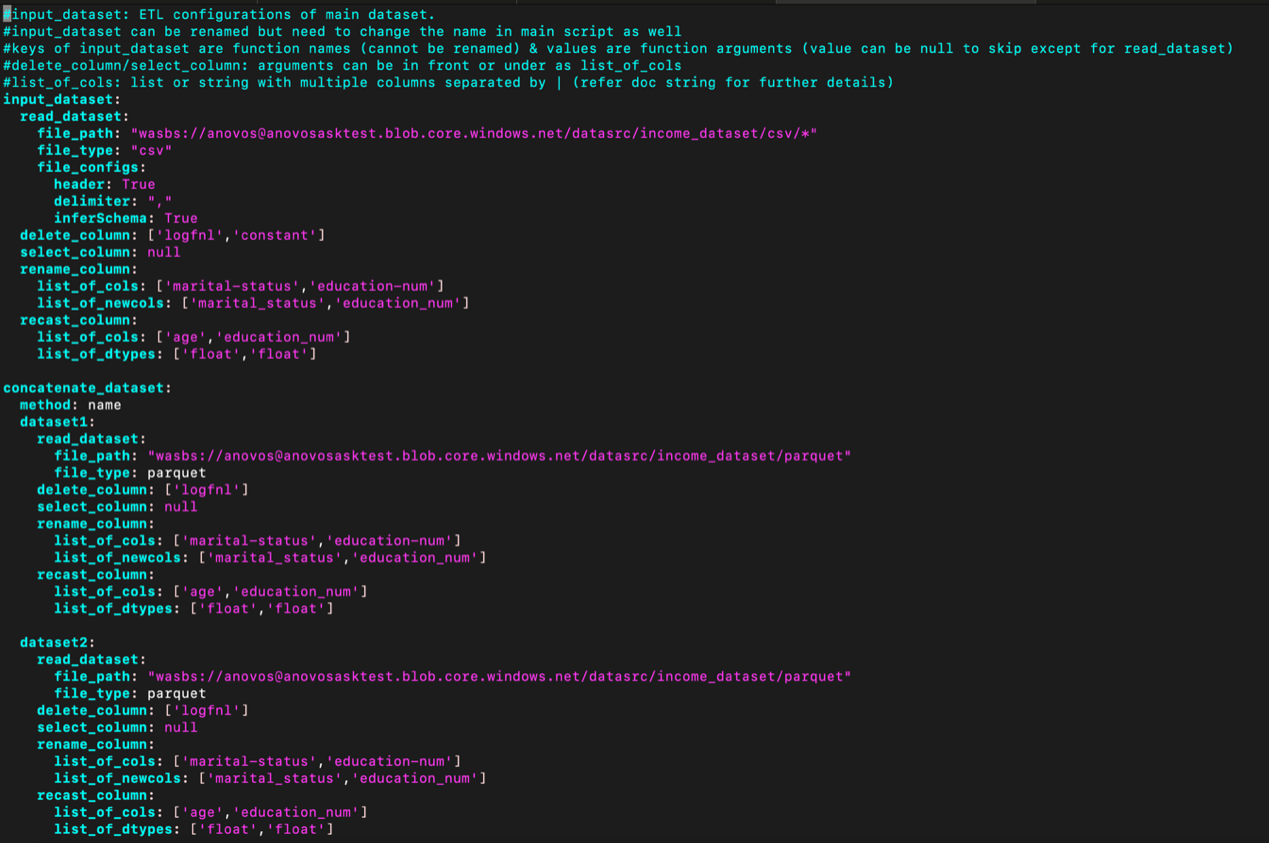 #input_dataset: ETL configurations of main dataset.
#input_dataset can be renamed but need to change the name in main script as well
#keys of input_dataset are function names (cannot be renamed) & values are function arguments (value can be null to skip except for read_dataset)
#delete_column/select_column: arguments can be in front or under as list_of_cols
#list_of_cols: list or string with multiple columns separated by | (refer doc string for further details)
input_dataset:
  read_dataset:
    file_path: "wasbs://anovos@anovosasktest.blob.core.windows.net/datasrc/income_dataset/csv/*"
    file_type: "csv"
    file_configs:
      header: True
      delimiter: ","
      inferSchema: True
  delete_column: ['logfnl','constant']
  select_column: null
  rename_column:
    list_of_cols: ['marital-status','education-num']
    list_of_newcols: ['marital_status','education_num']
  recast_column:
    list_of_cols: ['age','education_num']
    list_of_dtypes: ['float','float']

concatenate_dataset:
  method: name
  dataset1:
    read_dataset:
      file_path: "wasbs://anovos@anovosasktest.blob.core.windows.net/datasrc/income_dataset/parquet"
      file_type: parquet
    delete_column: ['logfnl']
    select_column: null
    rename_column:
      list_of_cols: ['marital-status','education-num']
      list_of_newcols: ['marital_status','education_num']
    recast_column:
      list_of_cols: ['age','education_num']
      list_of_dtypes: ['float','float']

  dataset2:
    read_dataset:
      file_path: "wasbs://anovos@anovosasktest.blob.core.windows.net/datasrc/income_dataset/parquet"
      file_type: parquet
    delete_column: ['logfnl']
    select_column: null
    rename_column:
      list_of_cols: ['marital-status','education-num']
      list_of_newcols: ['marital_status','education_num']
    recast_column:
      list_of_cols: ['age','education_num']
      list_of_dtypes: ['float','float']